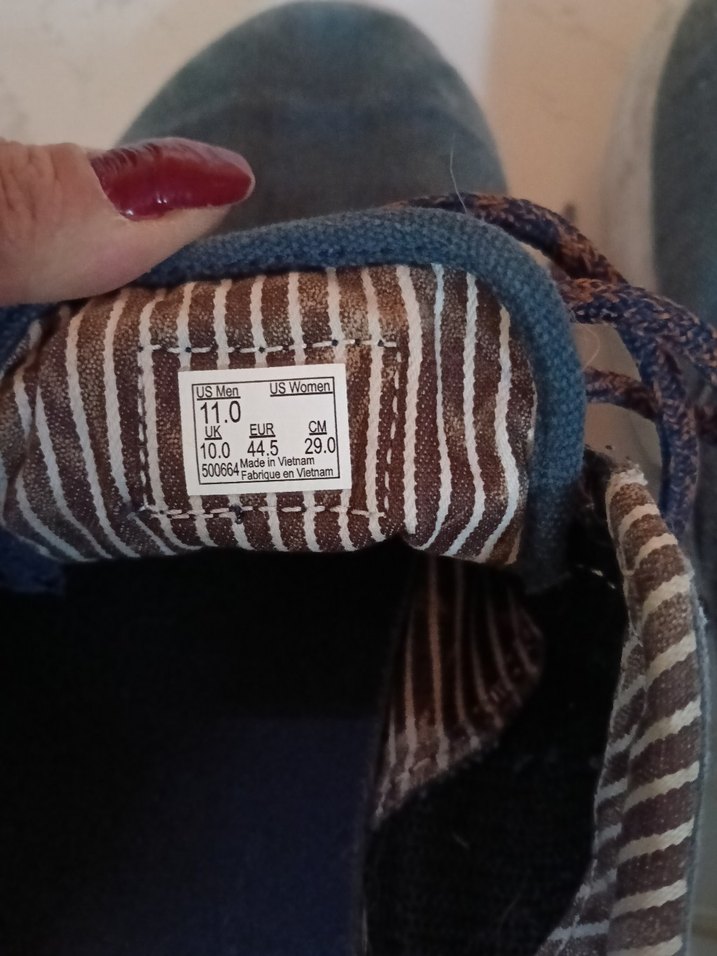 US Men US Women
11.0
UK EUR CM
10.0 44.5 29.0
500664 Made in Vietnam
Fabrique en Vietnam